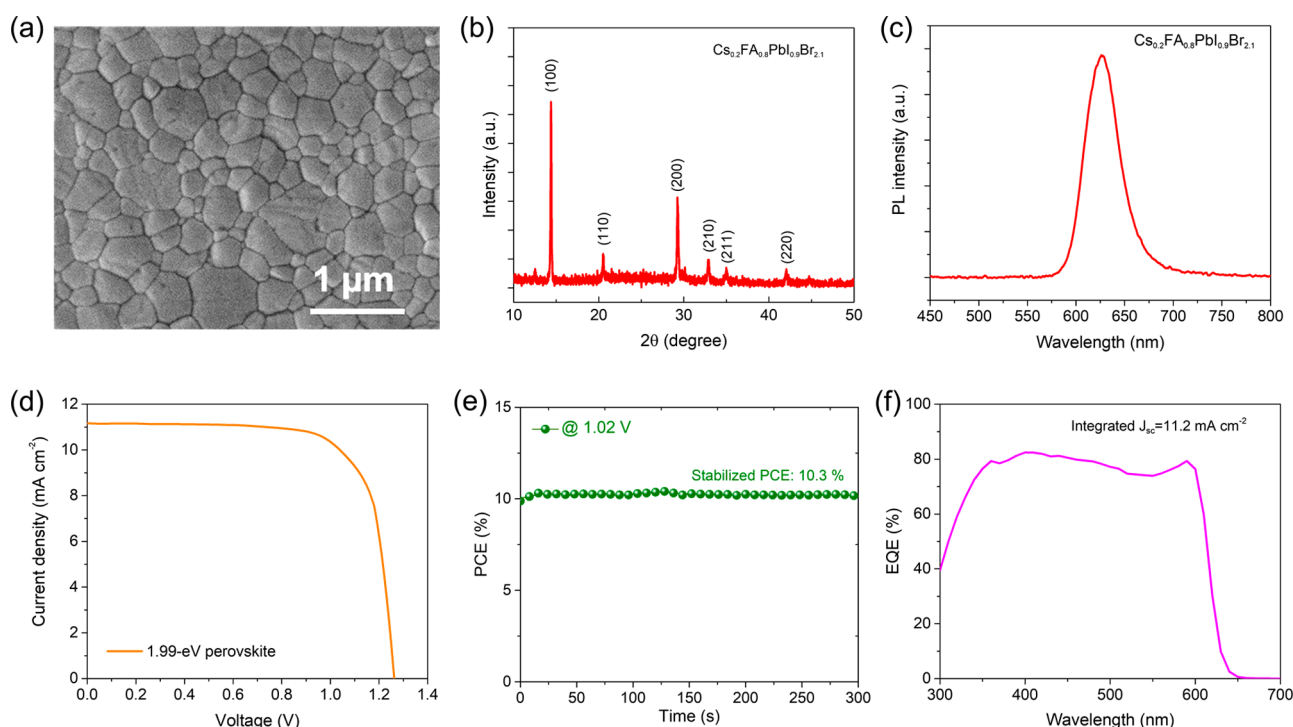 (a)
1 µm
(b)
Cs0.2FA0.8PbI0.9Br2.1
(100)
(110)
(200)
(210)
(211)
(220)
Intensity (a.u.)
10 20 30 40 50
2θ (degree)
(c)
Cs0.2FA0.8PbI0.9Br2.1
PL intensity (a.u.)
450 500 550 600 650 700 750 800
Wavelength (nm)
(d)
12
10
8
6
4
2
0
Current density (mA cm-2)
1.99-eV perovskite
0.0 0.2 0.4 0.6 0.8 1.0 1.2 1.4
Voltage (V)
(e)
15
10
5
0
PCE (%)
@ 1.02 V
Stabilized PCE: 10.3 %
0 50 100 150 200 250 300
Time (s)
(f)
100
80
60
40
20
0
EQE (%)
Integrated Jsc=11.2 mA cm-2
300 400 500 600 700
Wavelength (nm)